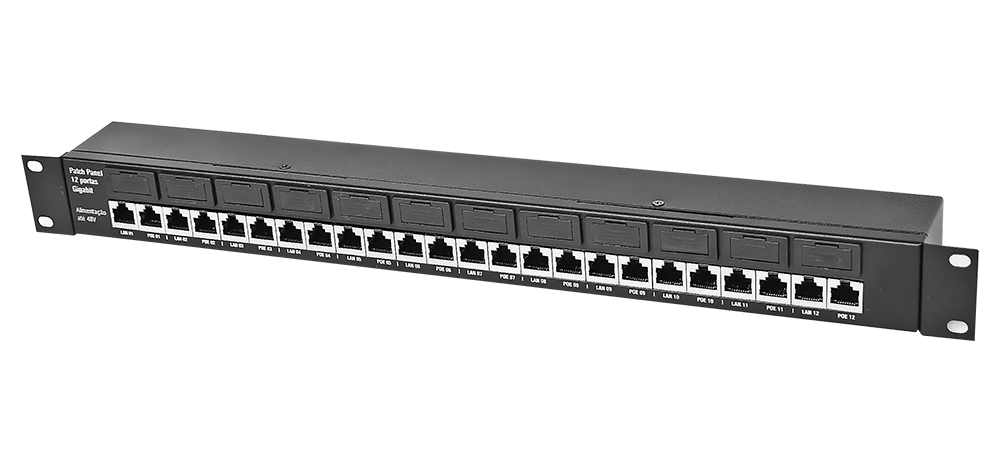 Patch Panel
12 portas
Gigabit
Alimentação
até 48V
LAN 01 POE 01 | LAN 02 POE 02 | LAN 03 POE 03 | LAN 04 POE 04 | LAN 05 POE 05 | LAN 06 POE 06 | LAN 07 POE 07 | LAN 08 POE 08 | LAN 09 POE 09 | LAN 10 POE 10 | LAN 11 POE 11 | LAN 12 POE 12